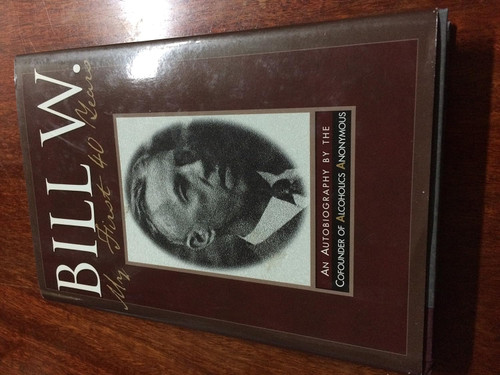 BILL W.
My First 40 Years
AN AUTOBIOGRAPHY BY THE
COFOUNDER OF ALCOHOLICS ANONYMOUS